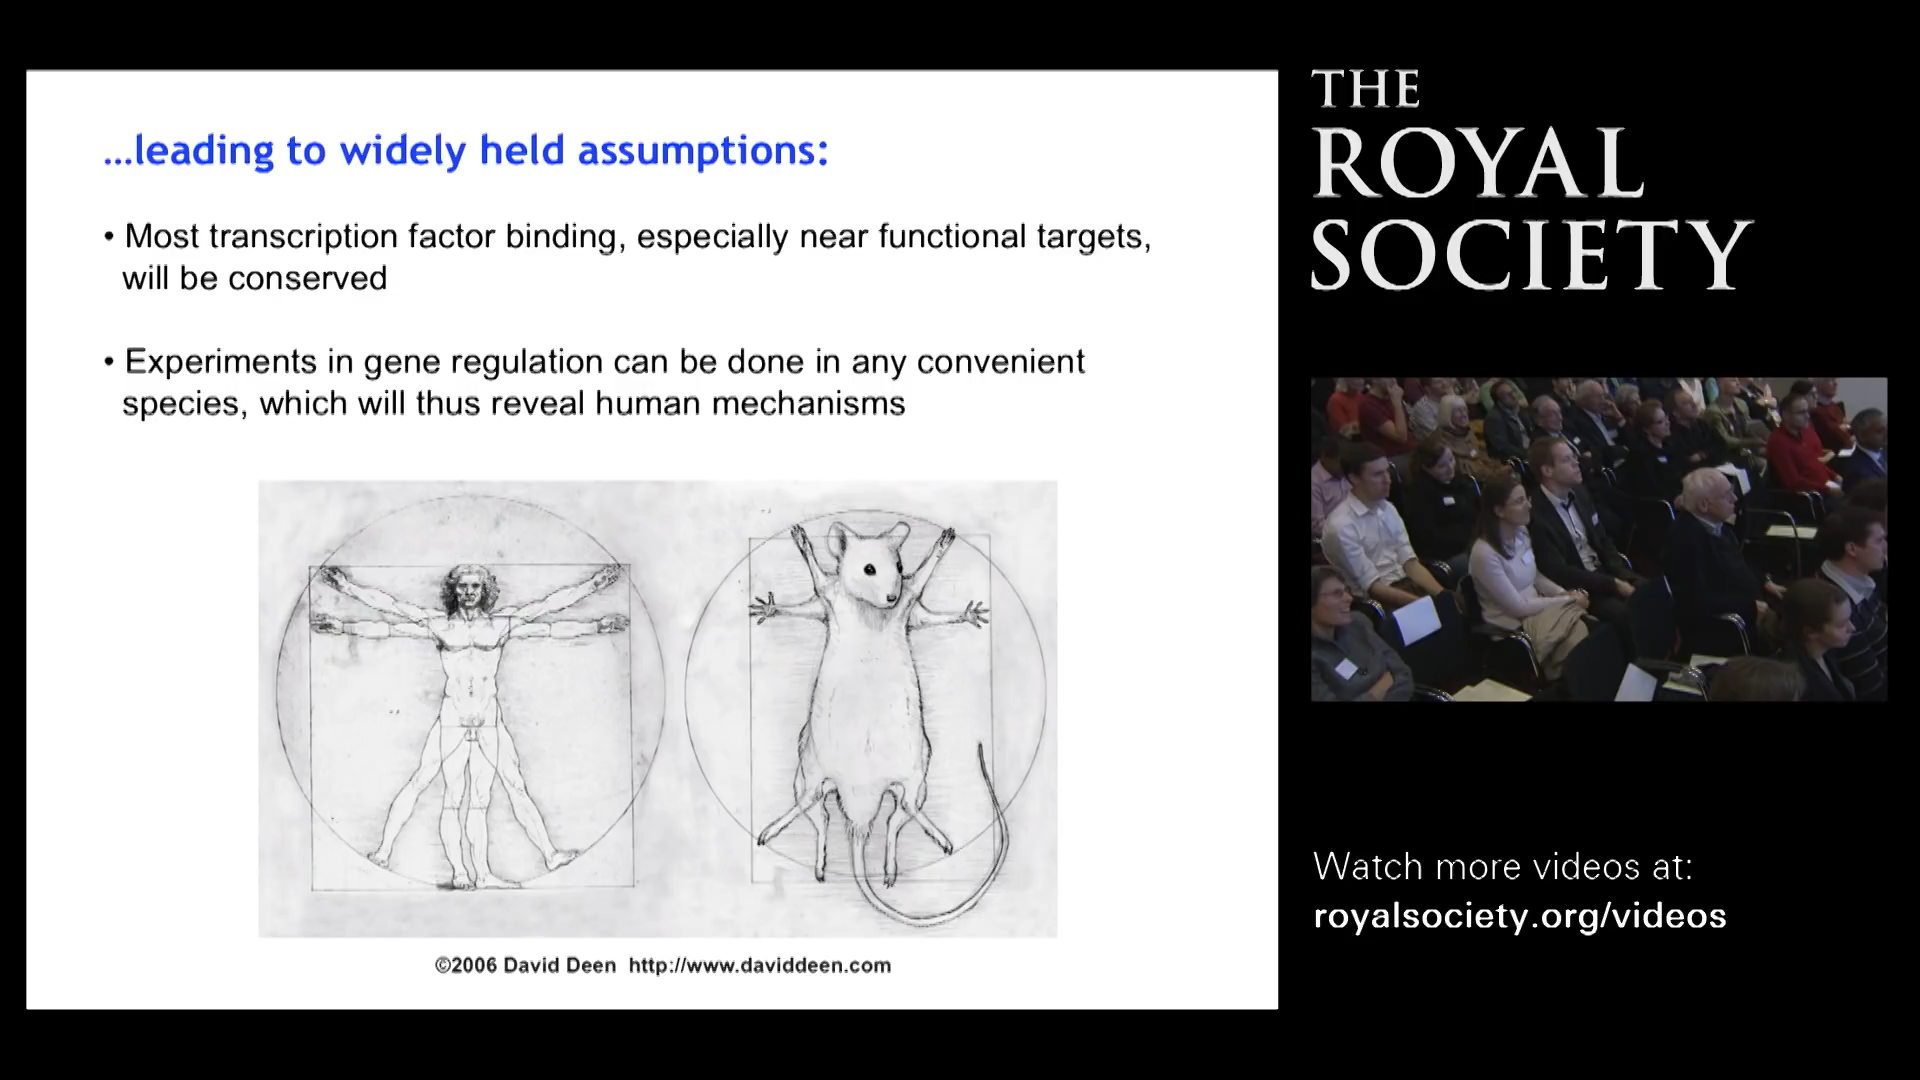 ...leading to widely held assumptions:
• Most transcription factor binding, especially near functional targets,
will be conserved
• Experiments in gene regulation can be done in any convenient
species, which will thus reveal human mechanisms
©2006 David Deen http://www.daviddeen.com
THE
ROYAL
SOCIETY
Watch more videos at:
royalsociety.org/videos